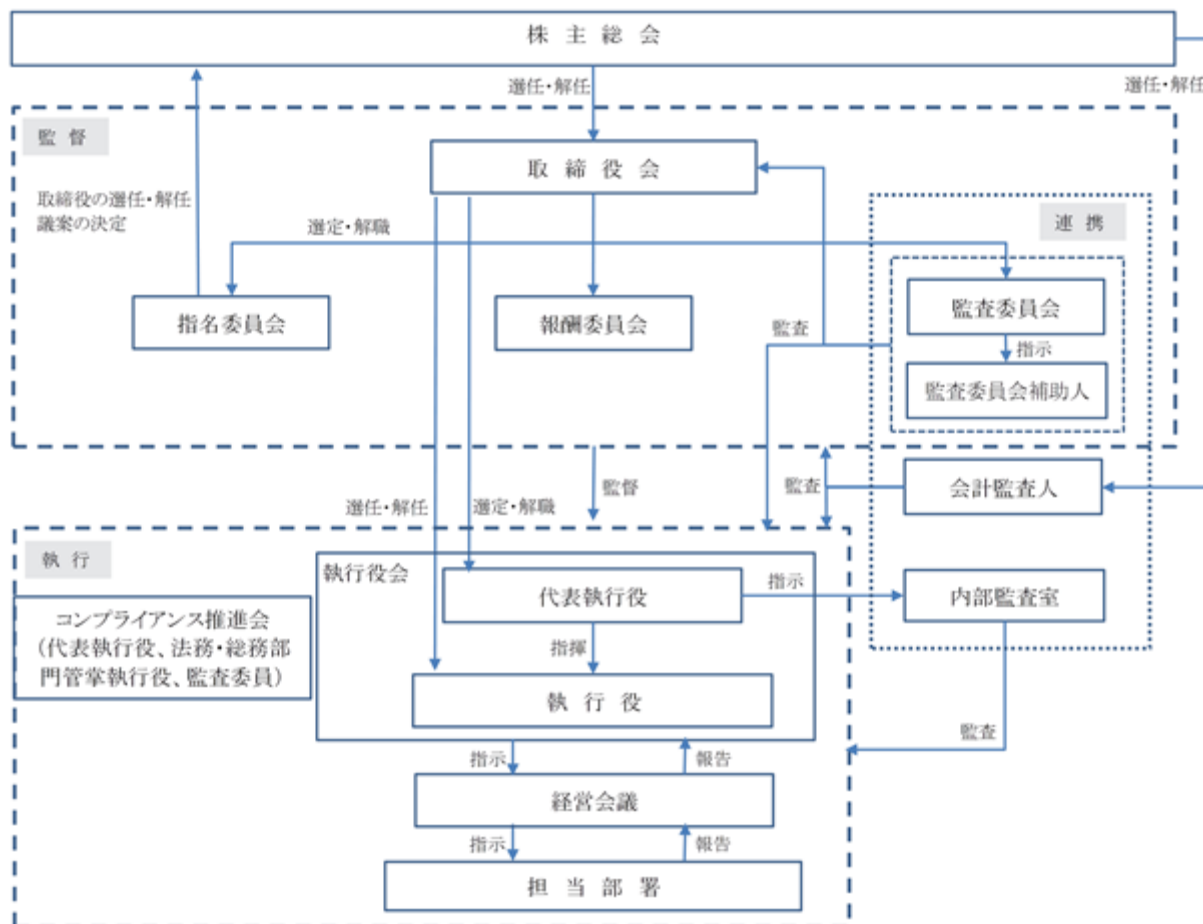 株主総会
選任・解任
選任・解任
監督
取締役会
取締役の選任・解任
議案の決定
連携
選定・解職
監査委員会
指名委員会
報酬委員会
監査
指示
監査委員会補助人
監督
監査
会計監査人
選任・解任
選定・解職
執行
執行役会
代表執行役
指示
内部監査室
コンプライアンス推進会
(代表執行役、法務・総務部
門管掌執行役、監査委員)
指揮
執行役
監査
指示
報告
経営会議
指示
報告
担当部署